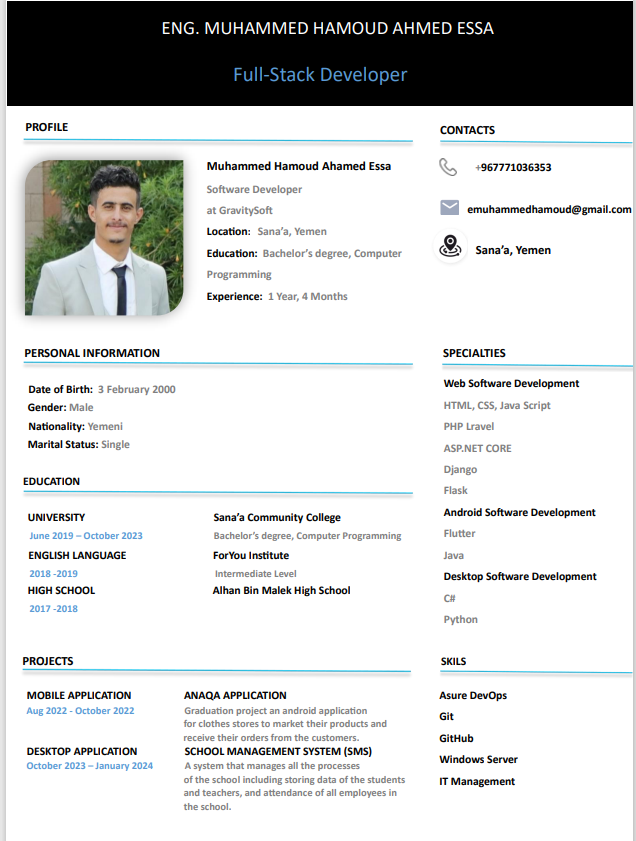 ENG. MUHAMMED HAMOUD AHMED ESSA
Full-Stack Developer
PROFILE
Muhammed Hamoud Ahamed Essa
Software Developer
at GravitySoft
Location: Sana’a, Yemen
Education: Bachelor’s degree, Computer
Programming
Experience: 1 Year, 4 Months
CONTACTS
+967771036353
emuhammedhamoud@gmail.com
Sana’a, Yemen
PERSONAL INFORMATION
Date of Birth: 3 February 2000
Gender: Male
Nationality: Yemeni
Marital Status: Single
EDUCATION
UNIVERSITY
June 2019 – October 2023
Sana’a Community College
Bachelor’s degree, Computer Programming
ENGLISH LANGUAGE
2018 -2019
ForYou Institute
Intermediate Level
HIGH SCHOOL
2017 -2018
Alhan Bin Malek High School
SPECIALTIES
Web Software Development
HTML, CSS, Java Script
PHP Lravel
ASP.NET CORE
Django
Flask
Android Software Development
Flutter
Java
Desktop Software Development
C#
Python
PROJECTS
MOBILE APPLICATION
Aug 2022 - October 2022
ANAQA APPLICATION
Graduation project an android application
for clothes stores to market their products and
receive their orders from the customers.
DESKTOP APPLICATION
October 2023 – January 2024
SCHOOL MANAGEMENT SYSTEM (SMS)
A system that manages all the processes
of the school including storing data of the students
and teachers, and attendance of all employees in
the school.
SKILS
Asure DevOps
Git
GitHub
Windows Server
IT Management